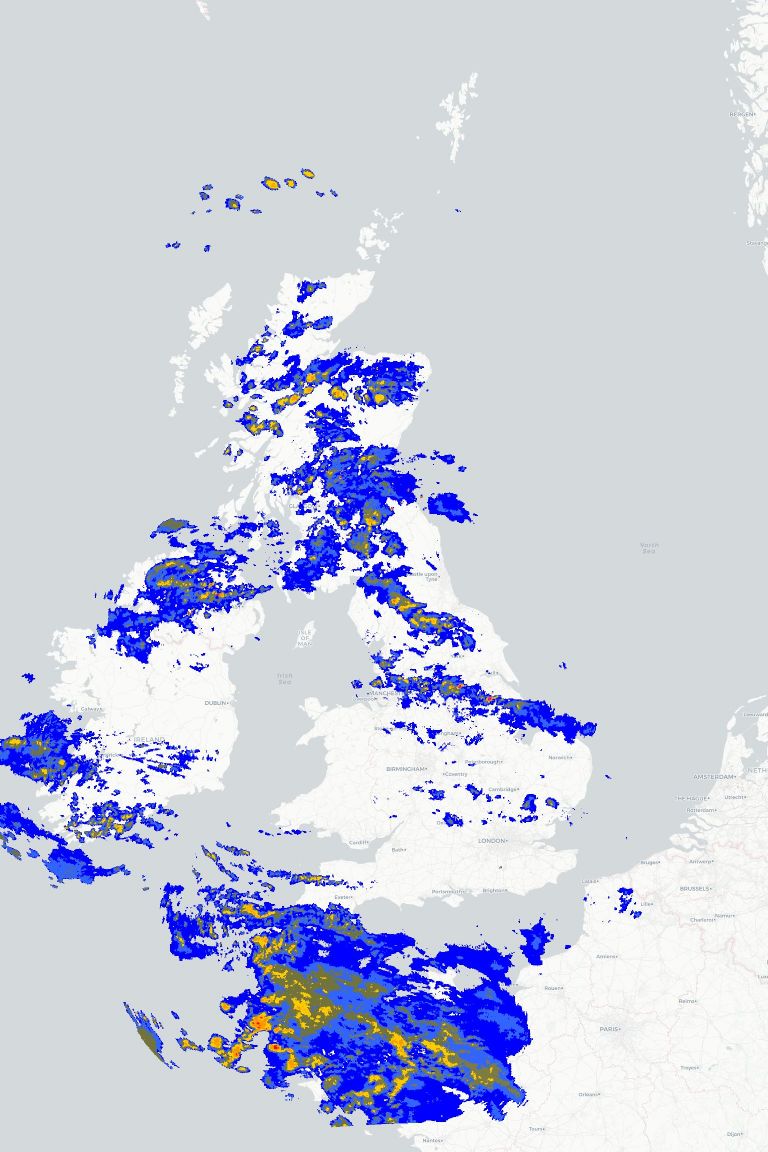 BERGEN
North
Sea
ISLE
OF
MAN
Irish
Sea
DUBLIN
Galway
IRELAND
MANCHESTER
BIRMINGHAM
Peterborough
Norwich
Coventry
Cambridge
Cardiff
Bath
LONDON
Portsmouth
Brighton
Exeter
AMSTERDAM
THE HAGUE
Utrecht
Rotterdam
Bruges
Antwerp
Calais
Lille
BRUSSELS
Charleroi
Namur
Amiens
Rouen
Reims
PARIS
Troyes
Orléans
Tours
Nantes
Dijon